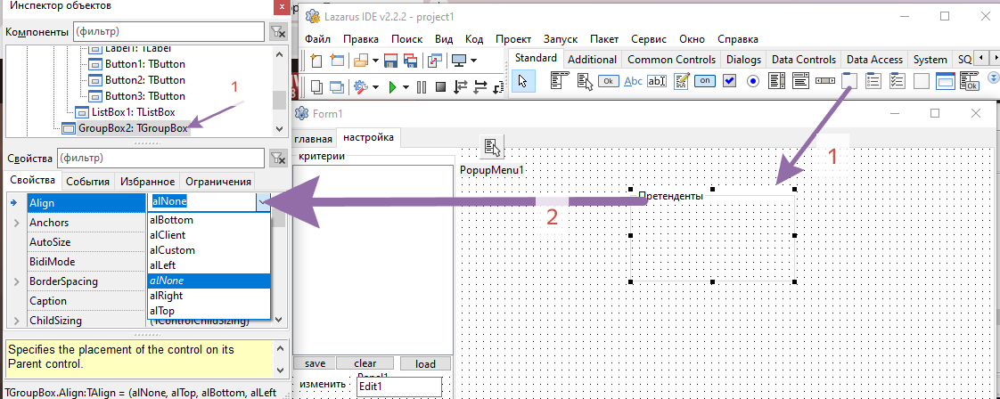 Инспектор объектов
x
Компоненты
(фильтр)
Label1: TLabel
Button1: TButton
Button2: TButton
Button3: TButton
ListBox1: TListBox
GroupBox2: TGroupBox
1
Свойства
(фильтр)
Свойства
События
Избранное
Ограничения
Align
alNone
Anchors
AutoSize
BidiMode
BorderSpacing
Caption
ChildSizing
(TControlChildSizing)
alBottom
alClient
alCustom
alLeft
alNone
alRight
alTop
Specifies the placement of the control on its
Parent control.
TGroupBox.Align:TAlign = (alNone, alTop, alBottom, alLeft
Lazarus IDE v2.2.2 - project1
Файл Правка Поиск Вид Код Проект Запуск Пакет Сервис Окно Справка
Standard Additional Common Controls Dialogs Data Controls Data Access System SQ
Ok Abc abI on Ok
Form1
главная настройка
критерии
PopupMenu1
1
Претенденты
2
save clear load
Panel1
изменить
Edit1